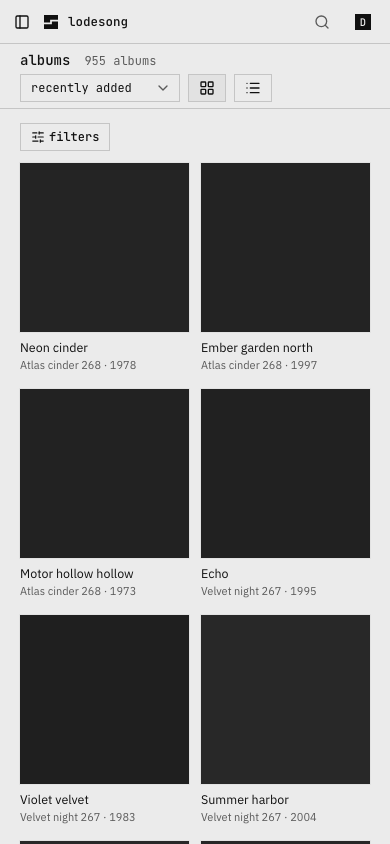 lodesong
D
albums 955 albums
recently added
filters
Neon cinder
Atlas cinder 268 · 1978
Ember garden north
Atlas cinder 268 · 1997
Motor hollow hollow
Atlas cinder 268 · 1973
Echo
Velvet night 267 · 1995
Violet velvet
Velvet night 267 · 1983
Summer harbor
Velvet night 267 · 2004